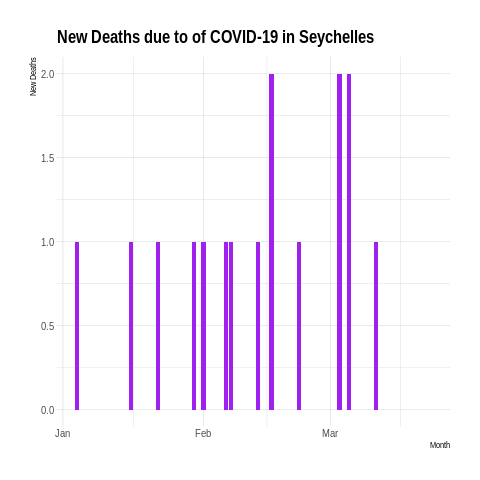 New Deaths due to of COVID-19 in Seychelles
New Deaths
2.0
1.5
1.0
0.5
0.0
Jan Feb Mar
Month